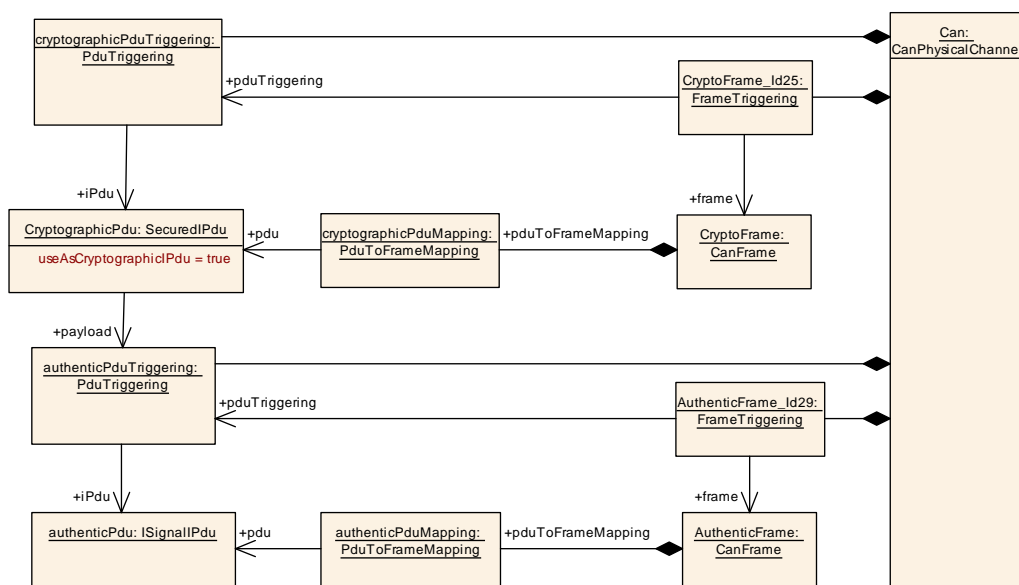 cryptographicPduTriggering:
PduTriggering
Can:
CanPhysicalChannel
+pduTriggering
CryptoFrame_Id25:
FrameTriggering
+iPdu
+frame
CryptographicPdu: SecuredIPdu
useAsCryptographicIPdu = true
+pdu
cryptographicPduMapping:
PduToFrameMapping
+pduToFrameMapping
CryptoFrame:
CanFrame
+payload
authenticPduTriggering:
PduTriggering
+pduTriggering
AuthenticFrame_Id29:
FrameTriggering
+iPdu
+frame
authenticPdu: ISignalIPdu
+pdu
authenticPduMapping:
PduToFrameMapping
+pduToFrameMapping
AuthenticFrame:
CanFrame